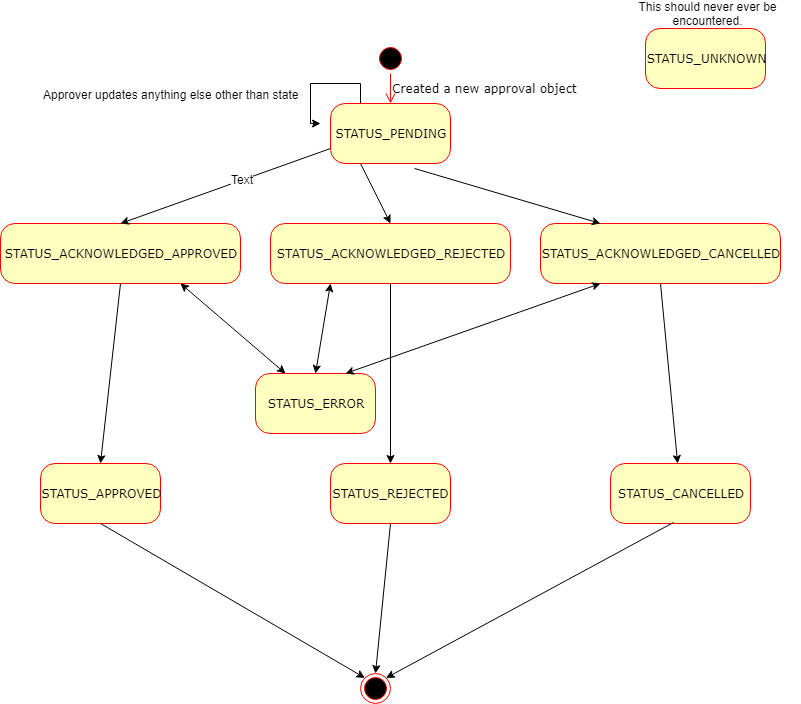 This should never ever be
encountered.
STATUS_UNKNOWN
Created a new approval object
Approver updates anything else other than state
STATUS_PENDING
Text
STATUS_ACKNOWLEDGED_APPROVED
STATUS_ACKNOWLEDGED_REJECTED
STATUS_ACKNOWLEDGED_CANCELLED
STATUS_ERROR
STATUS_APPROVED
STATUS_REJECTED
STATUS_CANCELLED